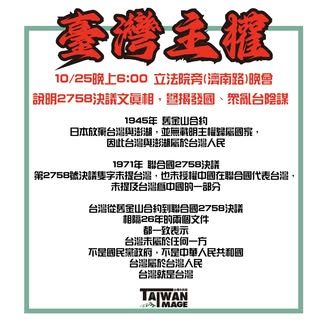 臺灣主權
10/25晚上6:00 立法院旁(濟南路)晚會
說明2758決議文真相，暨揭發國、眾亂台陰謀
1945年 舊金山合約
日本放棄台灣與澎湖，並無載明主權歸屬國家，
因此台灣與澎湖屬於台灣人民
1971年 聯合國2758決議
第2758號決議隻字未提台灣，也未授權中國在聯合國代表台灣，
未提及台灣為中國的一部分
台灣從舊金山合約到聯合國2758決議
相隔26年的兩個文件
都一致表示
台灣未屬於任何一方
不是國民黨政府，不是中華人民共和國
台灣屬於台灣人民
台灣就是台灣
TAIWAN
IMAGE